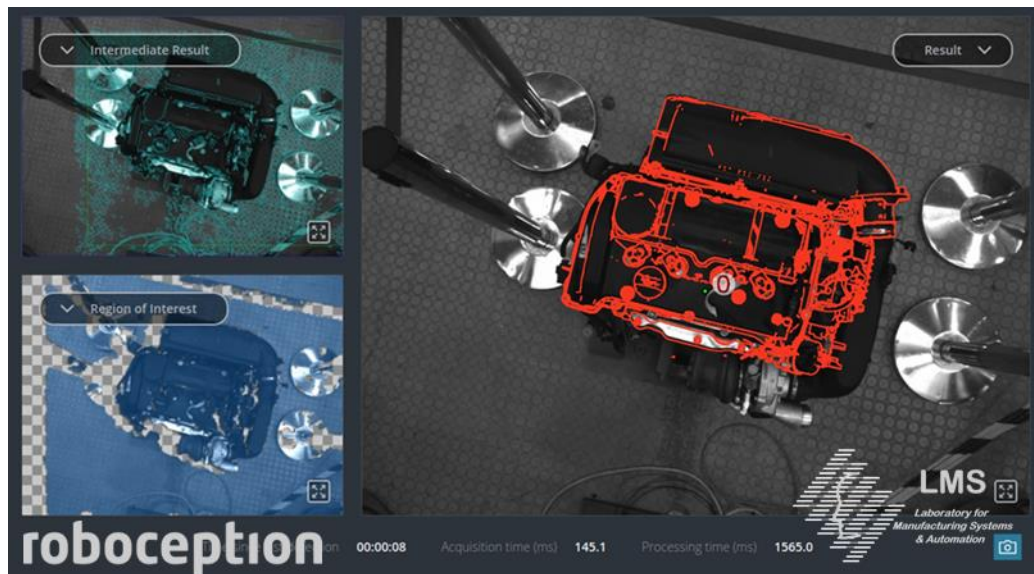 Intermediate Result
Result
Region of Interest
0
LMS
Laboratory for
Manufacturing Systems
& Automation
roboception
00:00:08 Acquisition time (ms) 145.1 Processing time (ms) 1565.0